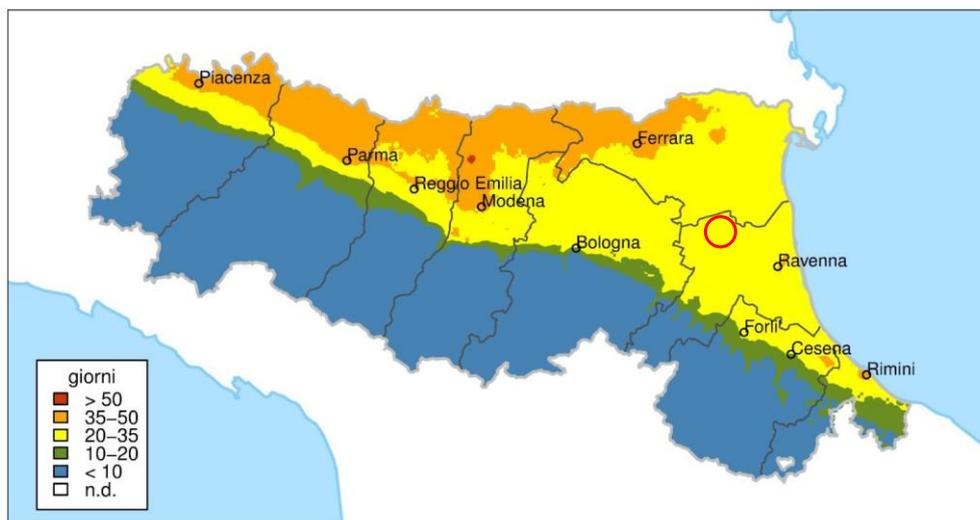 Piacenza
Ferrara
Parma
Reggio Emilia
Modena
Bologna
Ravenna
Forli'
Cesena
Rimini
giorni
> 50
35–50
20–35
10–20
< 10
n.d.